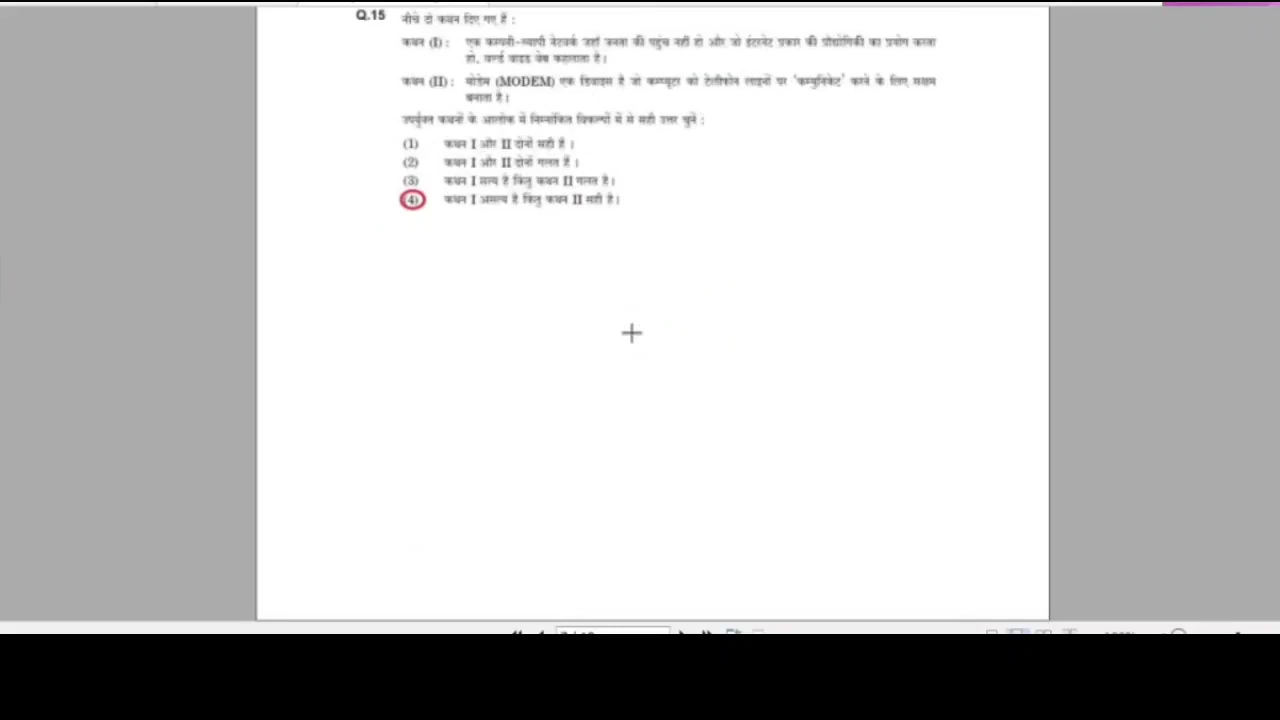 Q.15 नीचे दो कथन दिए गए हैं :
कथन (I) : एक कम्पनी-व्यापी नेटवर्क जहाँ जनता की पहुंच नहीं हो और जो इंटरनेट प्रकार की प्रौद्योगिकी का प्रयोग करता
हो, वर्ल्ड वाइड वेब कहलाता है।
कथन (II) : मोडेम (MODEM) एक डिवाइस है जो कम्प्यूटर को टेलीफोन लाइनों पर 'कम्युनिकेट' करने के लिए सक्षम
बनाता है।
उपर्युक्त कथनों के आलोक में निम्नांकित विकल्पों में से सही उत्तर चुनें :
(1) कथन I और II दोनों सही हैं ।
(2) कथन I और II दोनों गलत हैं ।
(3) कथन I सत्य है किंतु कथन II गलत है।
(4) कथन I असत्य है किंतु कथन II सही है।